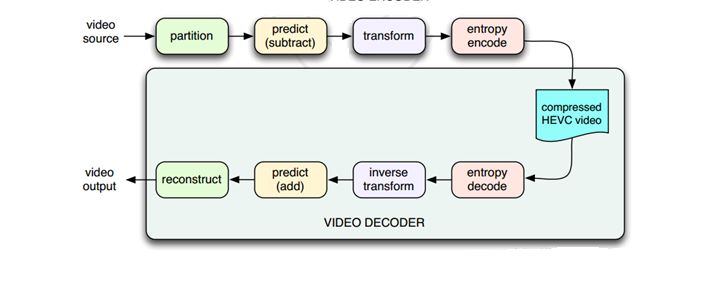 video
source
partition
predict
(subtract)
transform
entropy
encode
compressed
HEVC video
video
output
reconstruct
predict
(add)
inverse
transform
entropy
decode
VIDEO DECODER